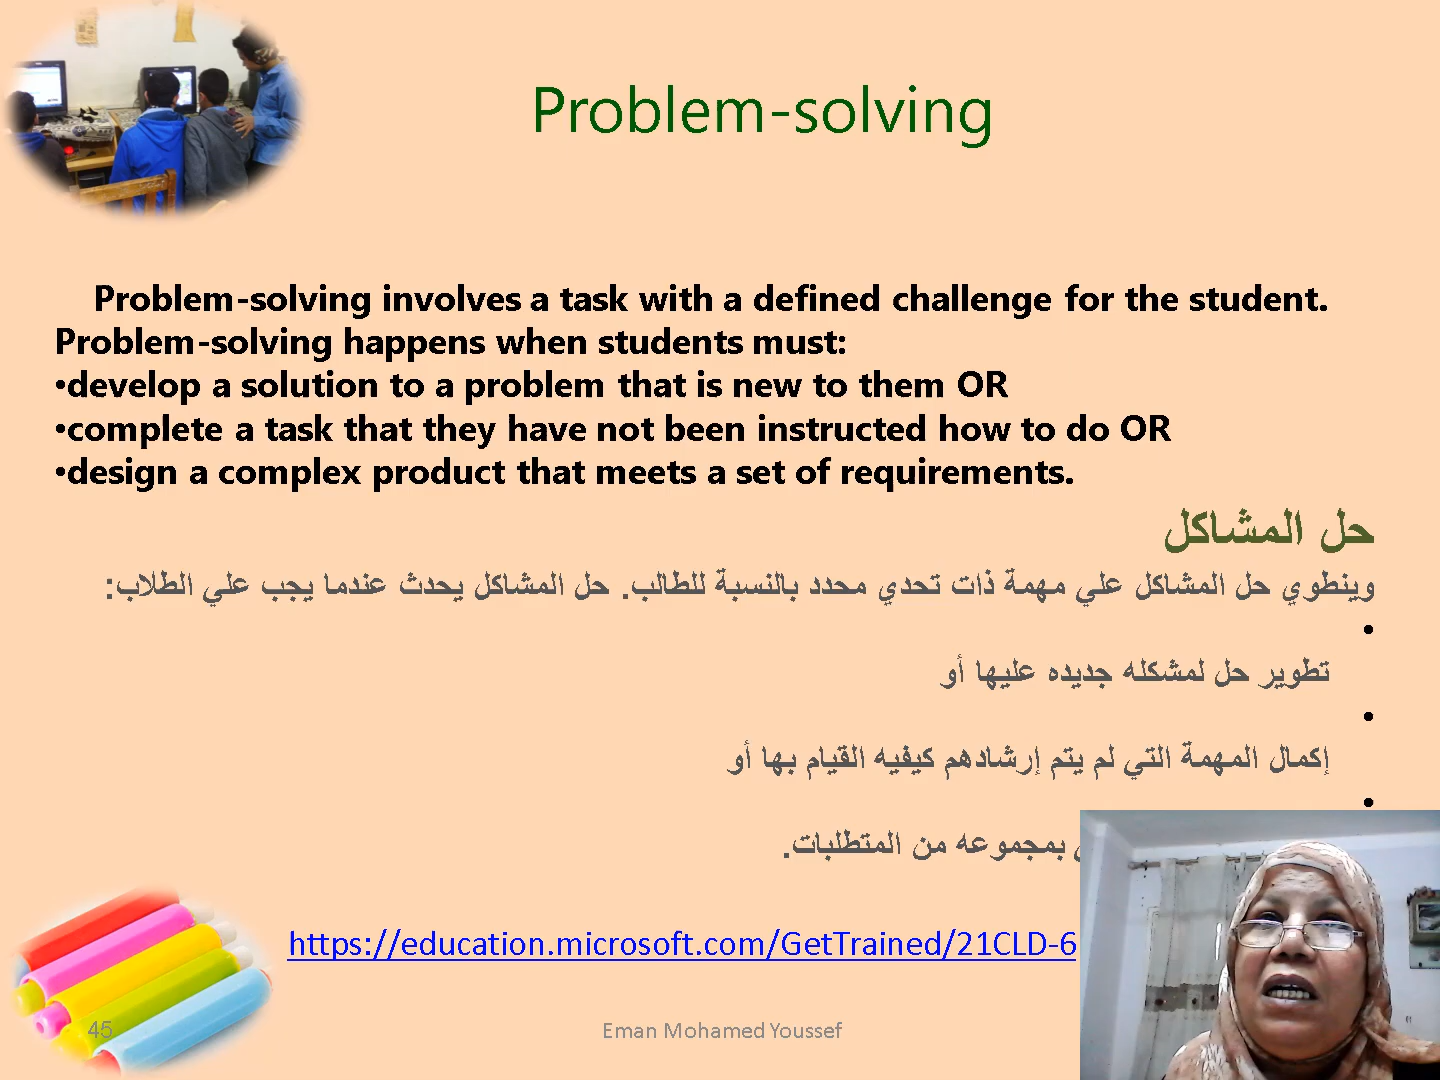 Problem-solving
Problem-solving involves a task with a defined challenge for the student.
Problem-solving happens when students must:
•develop a solution to a problem that is new to them OR
•complete a task that they have not been instructed how to do OR
•design a complex product that meets a set of requirements.
حل المشاكل
وينطوي حل المشاكل علي مهمة ذات تحدي محدد بالنسبة للطالب. حل المشاكل يحدث عندما يجب علي الطلاب:
•
تطوير حل لمشكله جديده عليها أو
•
إكمال المهمة التي لم يتم إرشادهم كيفيه القيام بها أو
•
بمجموعه من المتطلبات.
https://education.microsoft.com/GetTrained/21CLD-6
45
Eman Mohamed Youssef